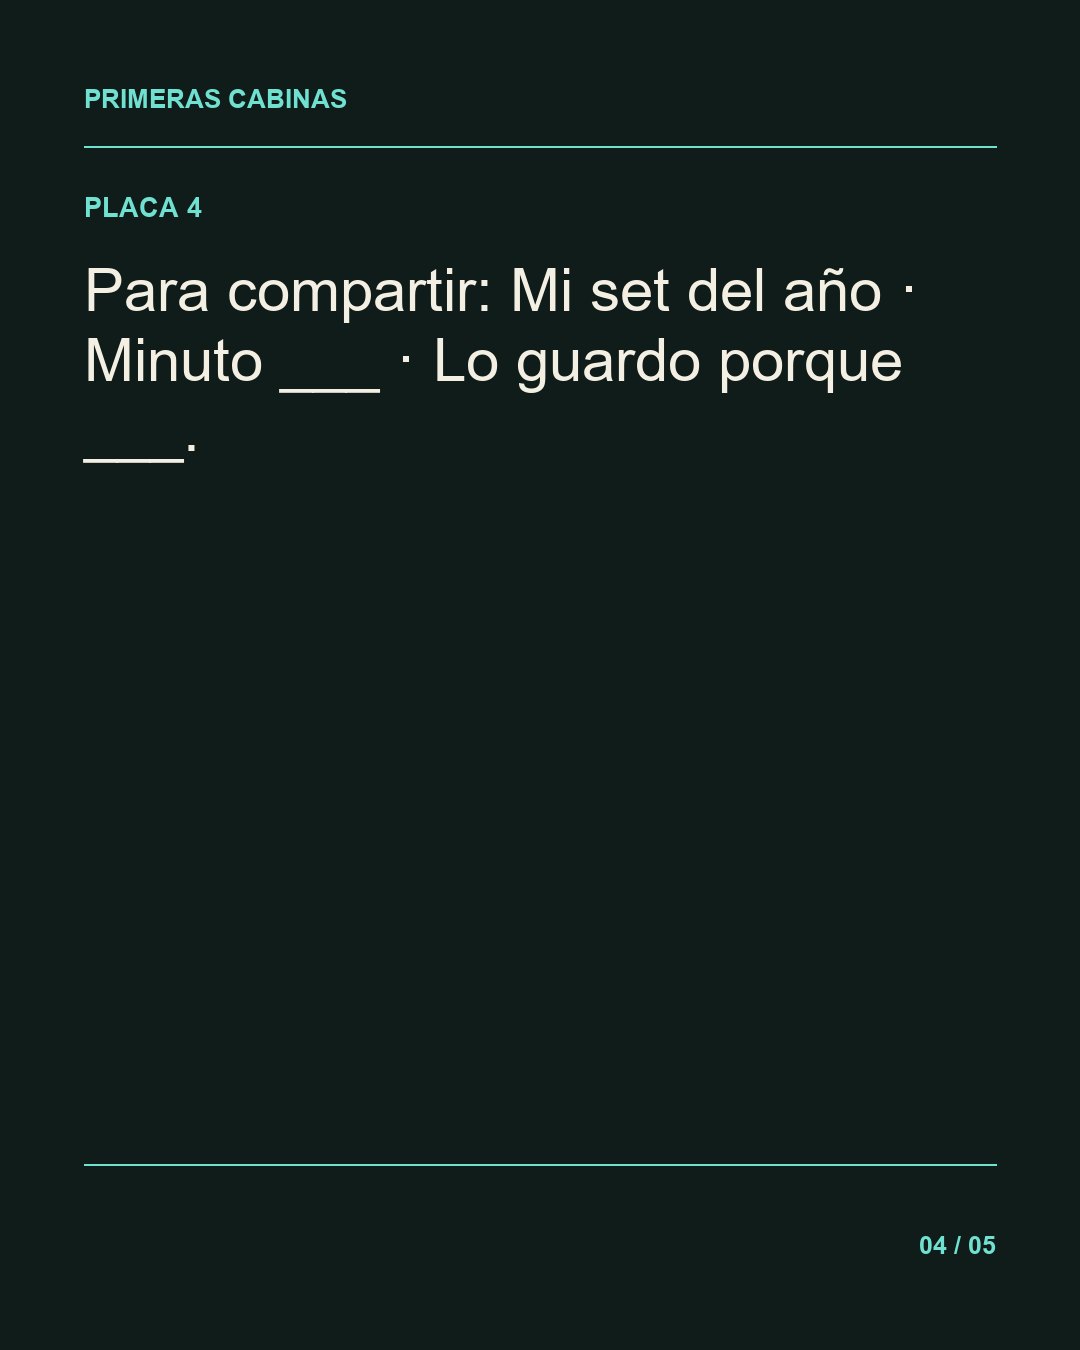 PRIMERAS CABINAS
PLACA 4
Para compartir: Mi set del año ·
Minuto ___ · Lo guardo porque
___.
04 / 05